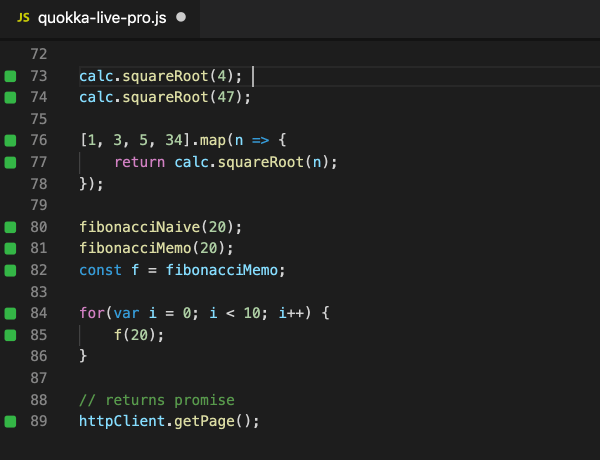 JS quokka-live-pro.js
72
73 calc.squareRoot(4);
74 calc.squareRoot(47);
75
76 [1, 3, 5, 34].map(n => {
77     return calc.squareRoot(n);
78 });
79
80 fibonacciNaive(20);
81 fibonacciMemo(20);
82 const f = fibonacciMemo;
83
84 for(var i = 0; i < 10; i++) {
85     f(20);
86 }
87
88 // returns promise
89 httpClient.getPage();